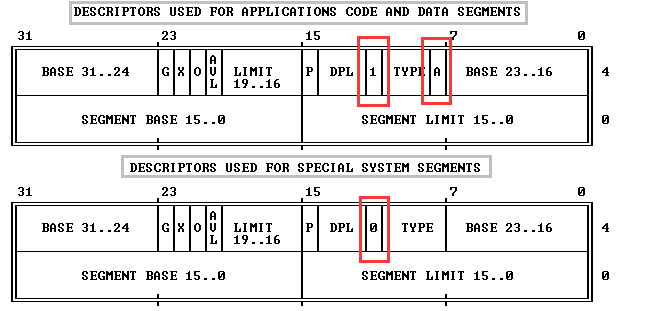 DESCRIPTORS USED FOR APPLICATIONS CODE AND DATA SEGMENTS
31 23 15 7 0
BASE 31..24 G X O AVL LIMIT 19..16 P DPL 1 TYPE A BASE 23..16 4
SEGMENT BASE 15..0 SEGMENT LIMIT 15..0 0
DESCRIPTORS USED FOR SPECIAL SYSTEM SEGMENTS
31 23 15 7 0
BASE 31..24 G X O AVL LIMIT 19..16 P DPL 0 TYPE BASE 23..16 4
SEGMENT BASE 15..0 SEGMENT LIMIT 15..0 0